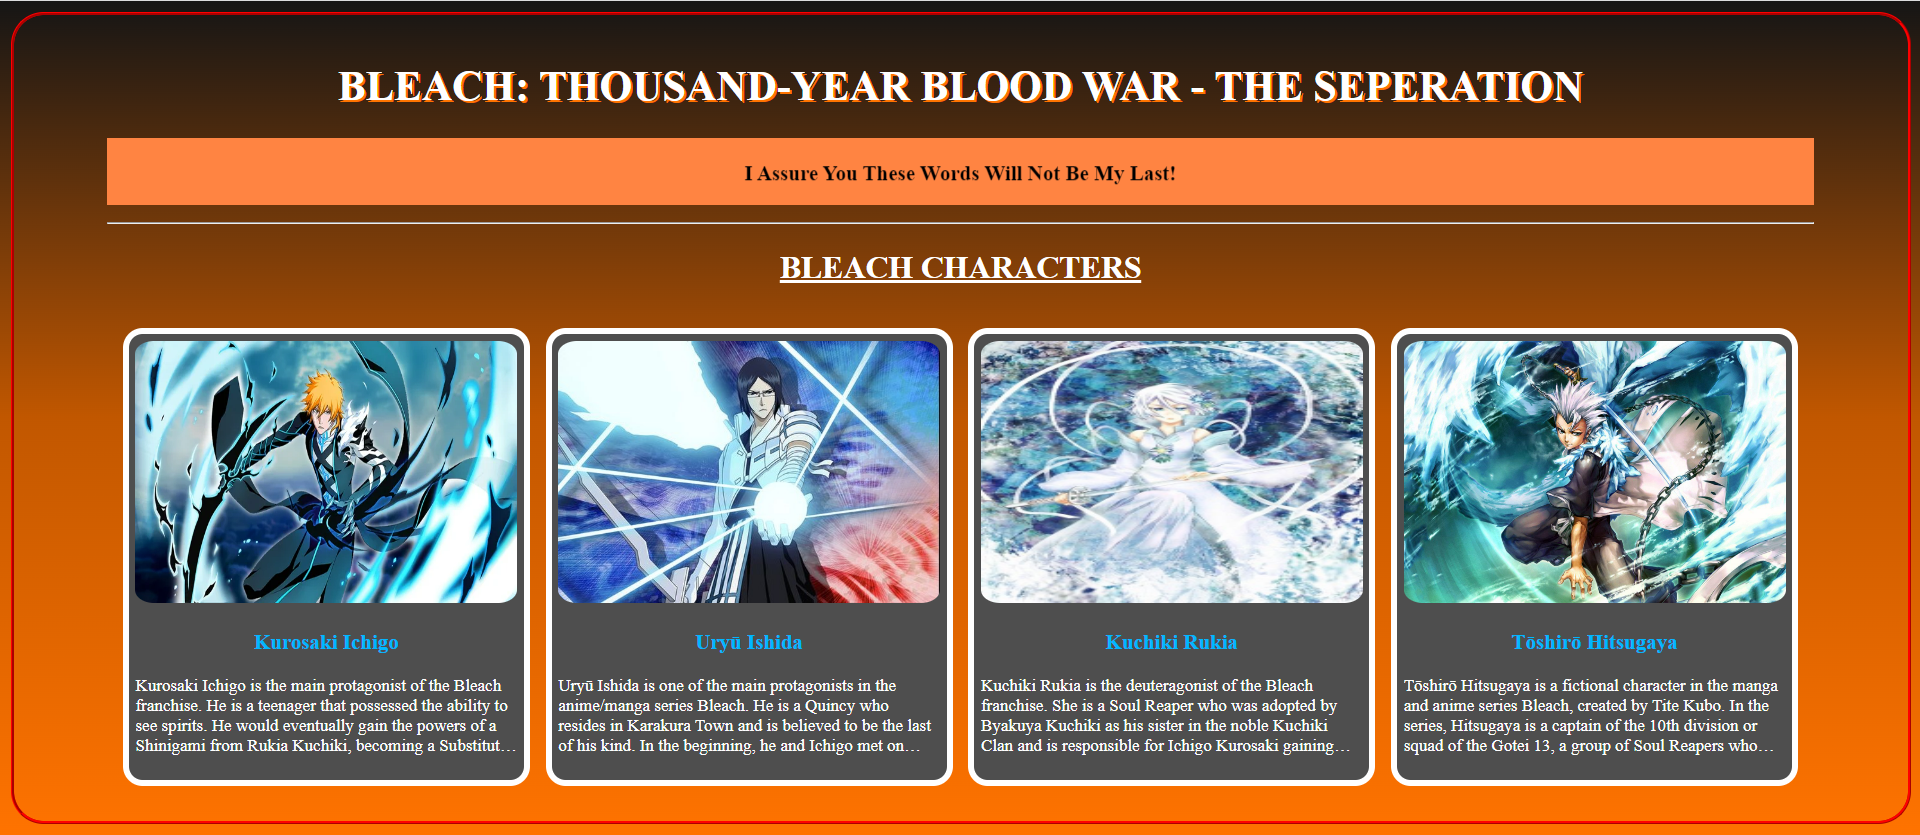 BLEACH: THOUSAND-YEAR BLOOD WAR - THE SEPERATION
I Assure You These Words Will Not Be My Last!
BLEACH CHARACTERS
Kurosaki Ichigo
Kurosaki Ichigo is the main protagonist of the Bleach
franchise. He is a teenager that possessed the ability to
see spirits. He would eventually gain the powers of a
Shinigami from Rukia Kuchiki, becoming a Substitut…
Uryū Ishida
Uryū Ishida is one of the main protagonists in the
anime/manga series Bleach. He is a Quincy who
resides in Karakura Town and is believed to be the last
of his kind. In the beginning, he and Ichigo met on…
Kuchiki Rukia
Kuchiki Rukia is the deuteragonist of the Bleach
franchise. She is a Soul Reaper who was adopted by
Byakuya Kuchiki as his sister in the noble Kuchiki
Clan and is responsible for Ichigo Kurosaki gaining…
Tōshirō Hitsugaya
Tōshirō Hitsugaya is a fictional character in the manga
and anime series Bleach, created by Tite Kubo. In the
series, Hitsugaya is a captain of the 10th division or
squad of the Gotei 13, a group of Soul Reapers who…